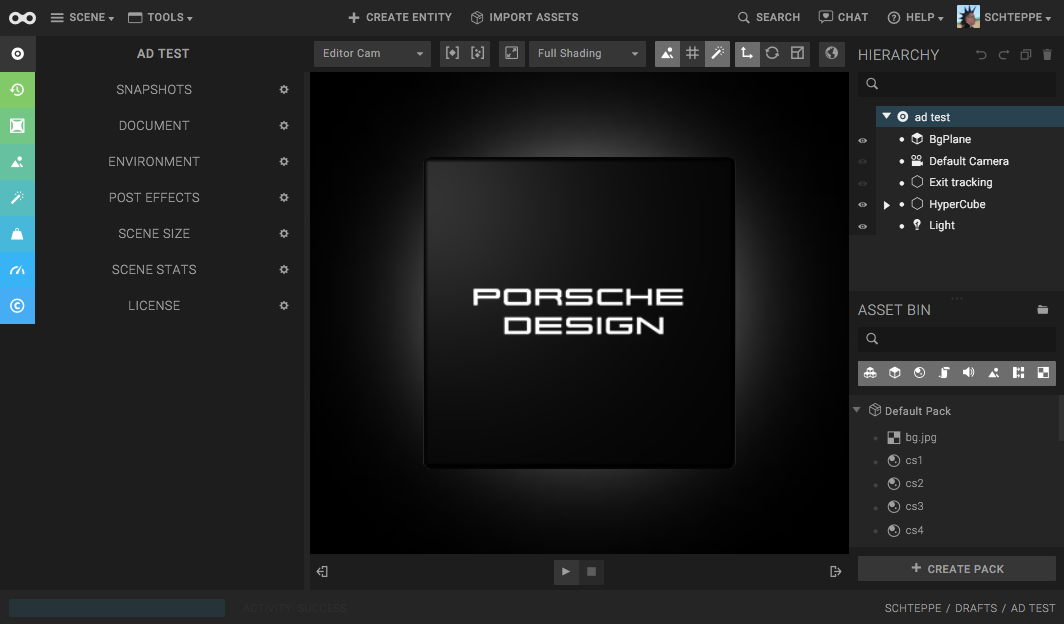 SCENE
TOOLS
CREATE ENTITY
IMPORT ASSETS
SEARCH
CHAT
HELP
SCHTEPPE
AD TEST
SNAPSHOTS
DOCUMENT
ENVIRONMENT
POST EFFECTS
SCENE SIZE
SCENE STATS
LICENSE
Editor Cam
Full Shading
PORSCHE
DESIGN
HIERARCHY
ad test
BgPlane
Default Camera
Exit tracking
HyperCube
Light
ASSET BIN
Default Pack
bg.jpg
cs1
cs2
cs3
cs4
CREATE PACK
ACTIVITY: SUCCESS
SCHTEPPE / DRAFTS / AD TEST